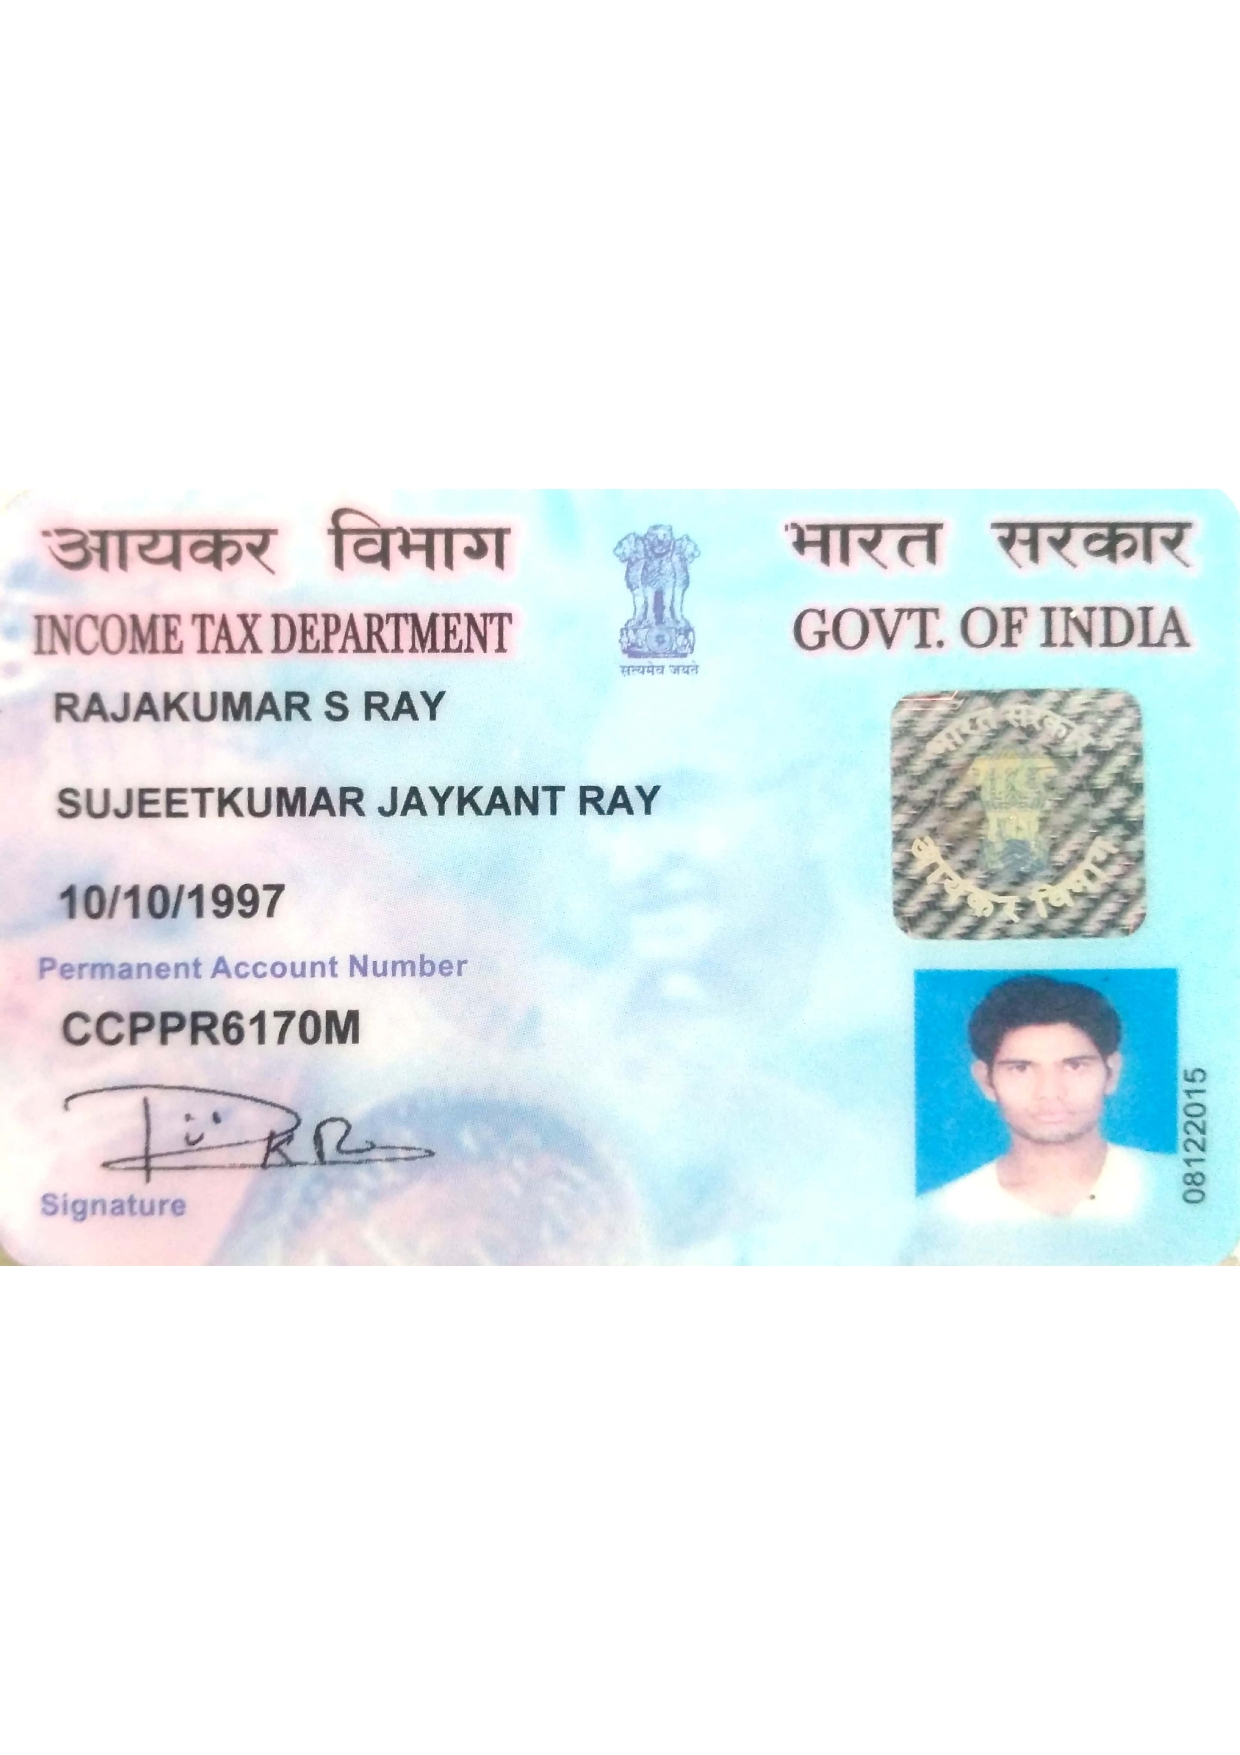 आयकर विभाग भारत सरकार
INCOME TAX DEPARTMENT GOVT. OF INDIA
सत्यमेव जयते
RAJAKUMAR S RAY
SUJEETKUMAR JAYKANT RAY
10/10/1997
Permanent Account Number
CCPPR6170M
Signature
भारत सरकार
आयकर विभाग
08122015